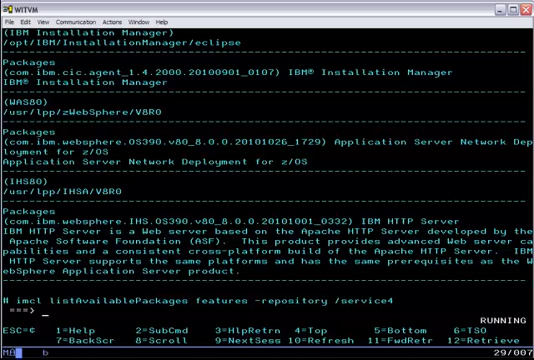 WITVM
File Edit View Communication Actions Window Help
(IBM Installation Manager)
/opt/IBM/InstallationManager/eclipse
Packages
(com.ibm.cic.agent_1.4.2000.20100901_0107) IBM® Installation Manager
IBM® Installation Manager
(WAS80)
/usr/lpp/zWebSphere/V8R0
Packages
(com.ibm.websphere.OS390.v80_8.0.0.20101026_1729) Application Server Network Dep
loyment for z/OS
Application Server Network Deployment for z/OS
(IHS80)
/usr/lpp/IHSA/V8R0
Packages
(com.ibm.websphere.IHS.OS390.v80_8.0.0.20101001_0332) IBM HTTP Server
IBM HTTP Server is a Web server based on the Apache HTTP Server developed by the
Apache Software Foundation (ASF). This product provides advanced Web server ca
pabilities and a consistent cross-platform build of the Apache HTTP Server. IBM
HTTP Server supports the same platforms and has the same prerequisites as the W
ebSphere Application Server product.
# imcl listAvailablePackages features -repository /service4
===> _
RUNNING
ESC=¢ 1=Help 2=SubCmd 3=HlpRetrn 4=Top 5=Bottom 6=TSO
7=BackScr 8=Scroll 9=NextSess 10=Refresh 11=FwdRetr 12=Retrieve
MA b 29/007